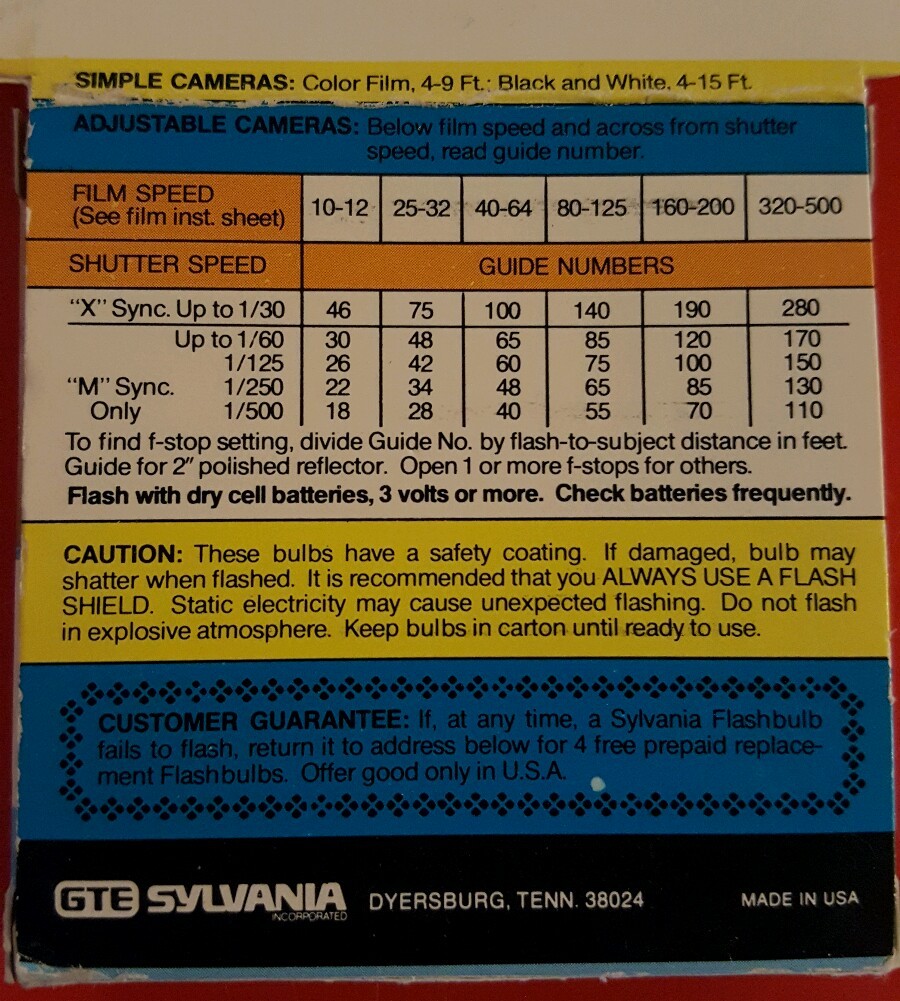 SIMPLE CAMERAS: Color Film, 4-9 Ft.; Black and White, 4-15 Ft.
ADJUSTABLE CAMERAS: Below film speed and across from shutter
speed, read guide number.
FILM SPEED
(See film inst. sheet) 10-12 25-32 40-64 80-125 160-200 320-500
SHUTTER SPEED GUIDE NUMBERS
"X" Sync. Up to 1/30 46 75 100 140 190 280
Up to 1/60 30 48 65 85 120 170
1/125 26 42 60 75 100 150
"M" Sync. 1/250 22 34 48 65 85 130
Only 1/500 18 28 40 55 70 110
To find f-stop setting, divide Guide No. by flash-to-subject distance in feet.
Guide for 2" polished reflector. Open 1 or more f-stops for others.
Flash with dry cell batteries, 3 volts or more. Check batteries frequently.
CAUTION: These bulbs have a safety coating. If damaged, bulb may
shatter when flashed. It is recommended that you ALWAYS USE A FLASH
SHIELD. Static electricity may cause unexpected flashing. Do not flash
in explosive atmosphere. Keep bulbs in carton until ready to use.
CUSTOMER GUARANTEE: If, at any time, a Sylvania Flashbulb
fails to flash, return it to address below for 4 free prepaid replace-
ment Flashbulbs. Offer good only in U.S.A.
GTE SYLVANIA DYERSBURG, TENN. 38024 MADE IN USA
INCORPORATED